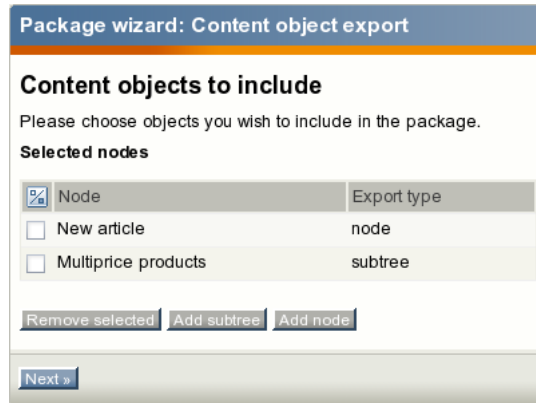 Package wizard: Content object export
Content objects to include
Please choose objects you wish to include in the package.
Selected nodes
Node Export type
New article node
Multiprice products subtree
Remove selected Add subtree Add node
Next »